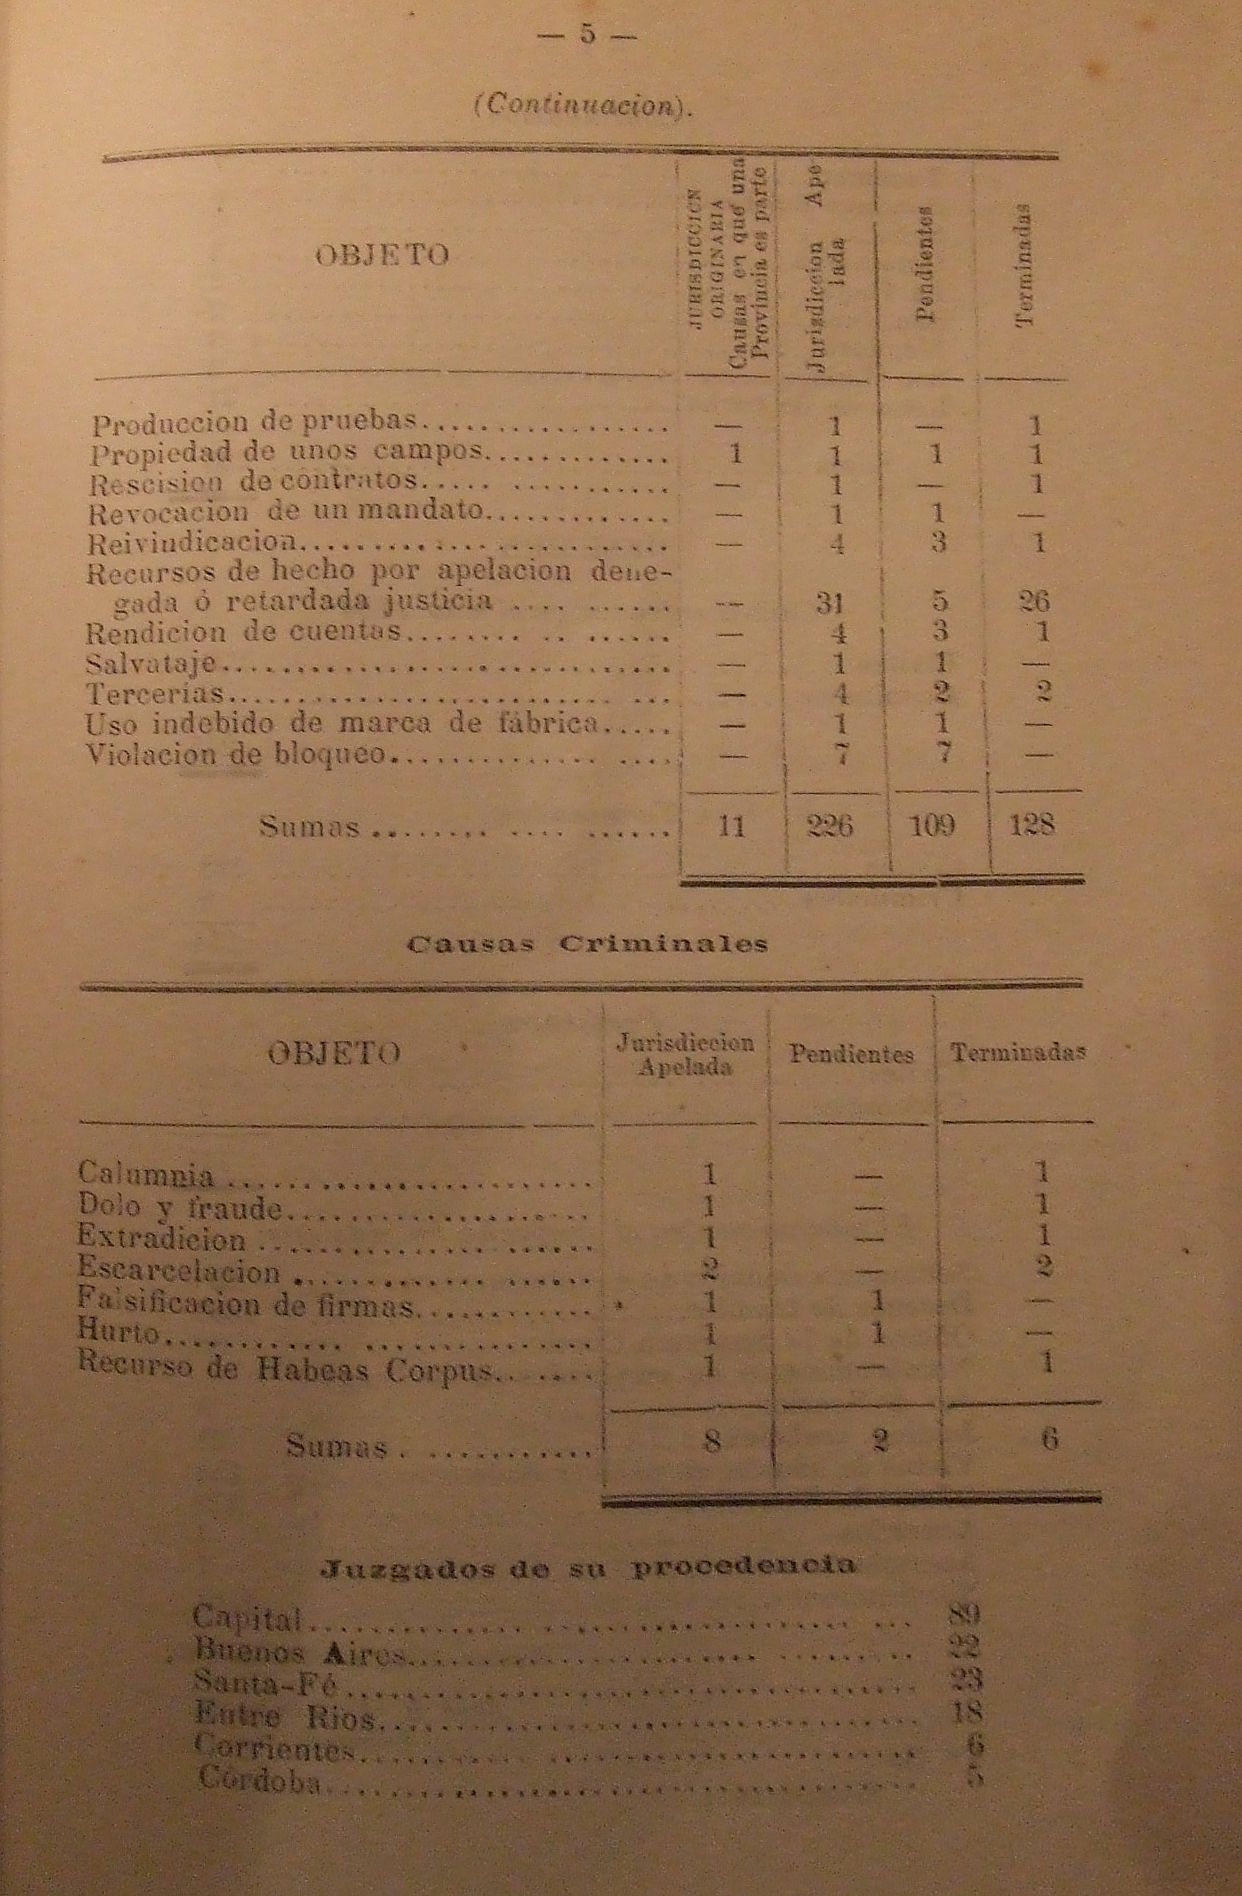 — 5 —
(Continuacion).
OBJETO
JURISDICCION
ORIGINARIA
Causas en que una
Provincia es parte
Jurisdiccion Ape
lada
Pendientes
Terminadas
Produccion de pruebas.................. — 1 — 1
Propiedad de unos campos............. 1 1 1 1
Rescision de contratos..... ........... — 1 — 1
Revocacion de un mandato............. — 1 1 —
Reivindicacion......................... — 4 3 1
Recursos de hecho por apelacion dene-
gada ó retardada justicia .... ...... — 31 5 26
Rendicion de cuentas........ .. ...... — 4 3 1
Salvataje.............................. — 1 1 —
Tercerías.......................... ... — 4 2 2
Uso indebido de marca de fábrica..... — 1 1 —
Violacion de bloqueo.............. .... — 7 7 —
Sumas ........ .... ...... 11 226 109 128
Causas Criminales
OBJETO
Jurisdiccion
Apelada
Pendientes
Terminadas
Calumnia ......................... 1 — 1
Dolo y fraude.................... 1 — 1
Extradicion ............... ...... 1 — 1
Escarcelacion ............. ...... 2 — 2
Falsificacion de firmas............ 1 1 —
Hurto............ ............... 1 1 —
Recurso de Habeas Corpus.. .... 1 — 1
Sumas . ........... 8 2 6
Juzgados de su procedencia
Capital.............. .................... ... 89
Buenos Aires....................... ......... 22
Santa-Fé...................................... 23
Entre Rios................................... 18
Corrientes........... ........................ 6
Córdoba....................................... 5